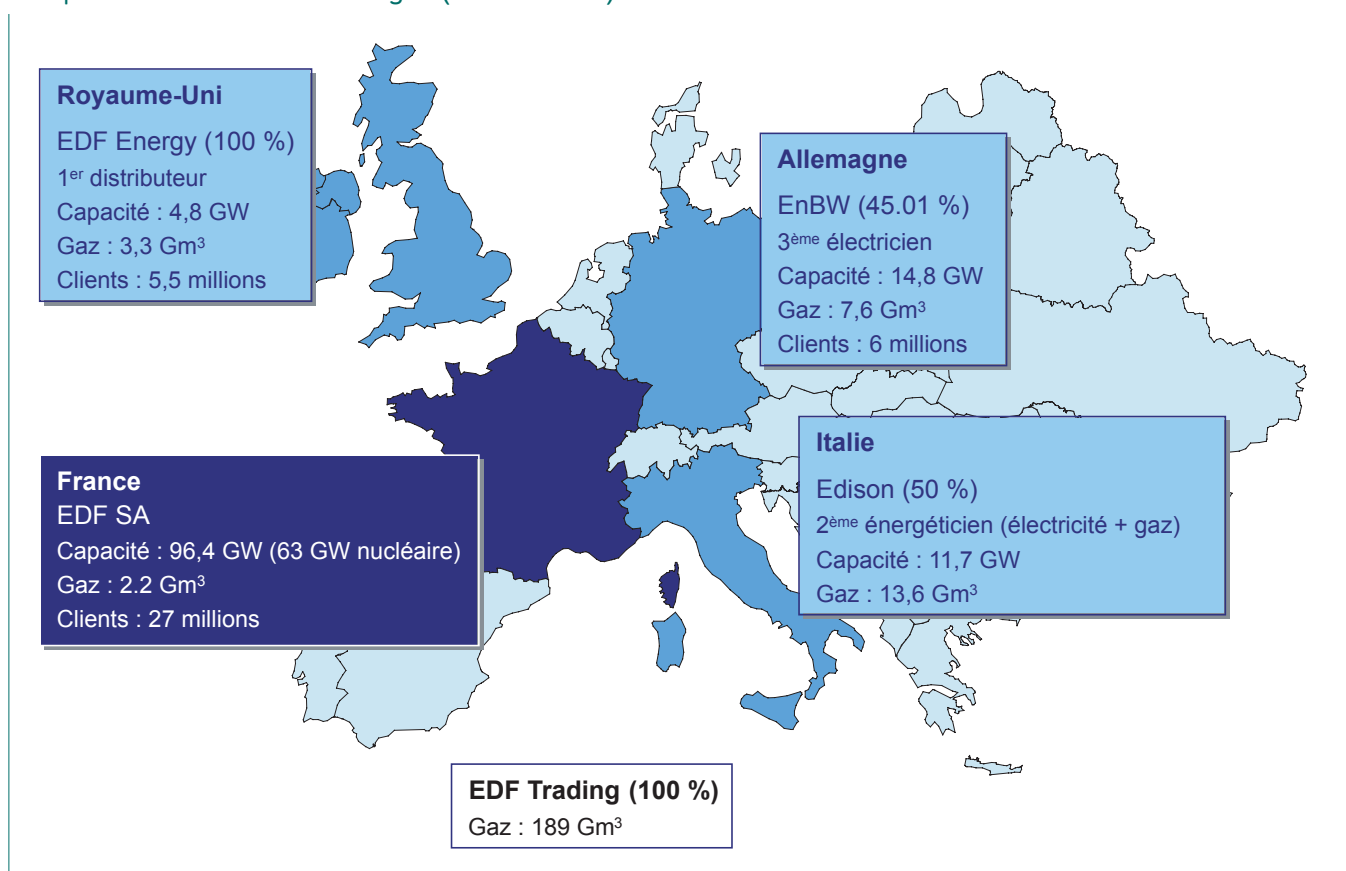 Royaume-Uni
EDF Energy (100 %)
1er distributeur
Capacité : 4,8 GW
Gaz : 3,3 Gm³
Clients : 5,5 millions
Allemagne
EnBW (45.01 %)
3ème électricien
Capacité : 14,8 GW
Gaz : 7,6 Gm³
Clients : 6 millions
France
EDF SA
Capacité : 96,4 GW (63 GW nucléaire)
Gaz : 2.2 Gm³
Clients : 27 millions
Italie
Edison (50 %)
2ème énergéticien (électricité + gaz)
Capacité : 11,7 GW
Gaz : 13,6 Gm³
EDF Trading (100 %)
Gaz : 189 Gm³